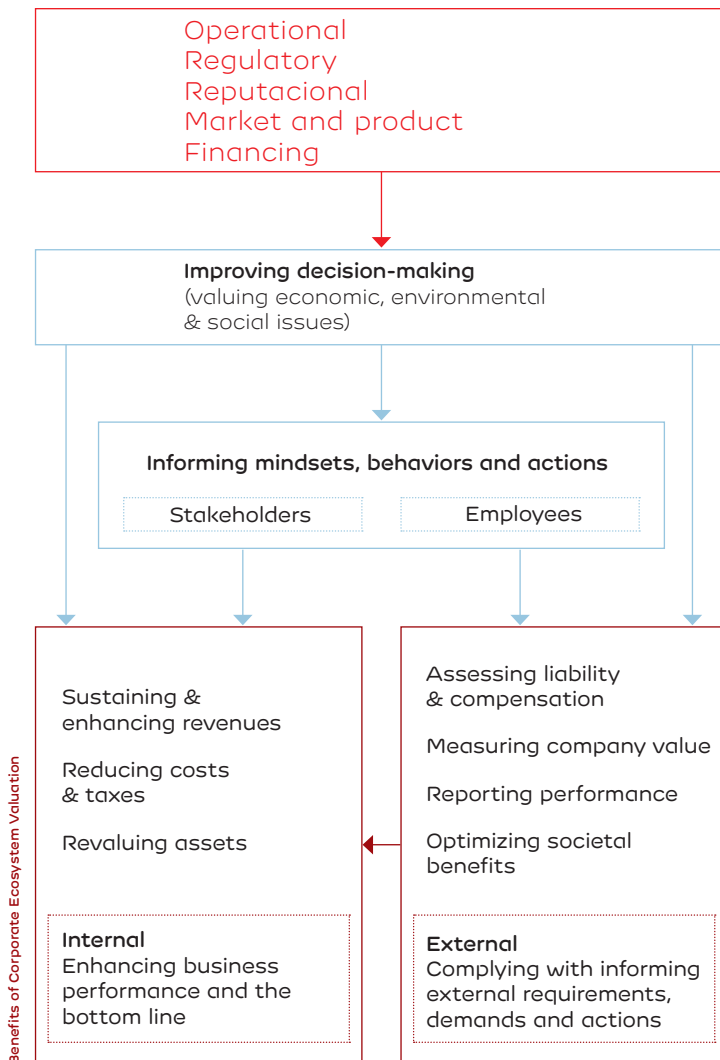 Operational
Regulatory
Reputacional
Market and product
Financing
Improving decision-making
(valuing economic, environmental
& social issues)
Informing mindsets, behaviors and actions
Stakeholders
Employees
Sustaining &
enhancing revenues
Reducing costs
& taxes
Revaluing assets
Internal
Enhancing business
performance and the
bottom line
Assessing liability
& compensation
Measuring company value
Reporting performance
Optimizing societal
benefits
External
Complying with informing
external requirements,
demands and actions
Benefits of Corporate Ecosystem Valuation